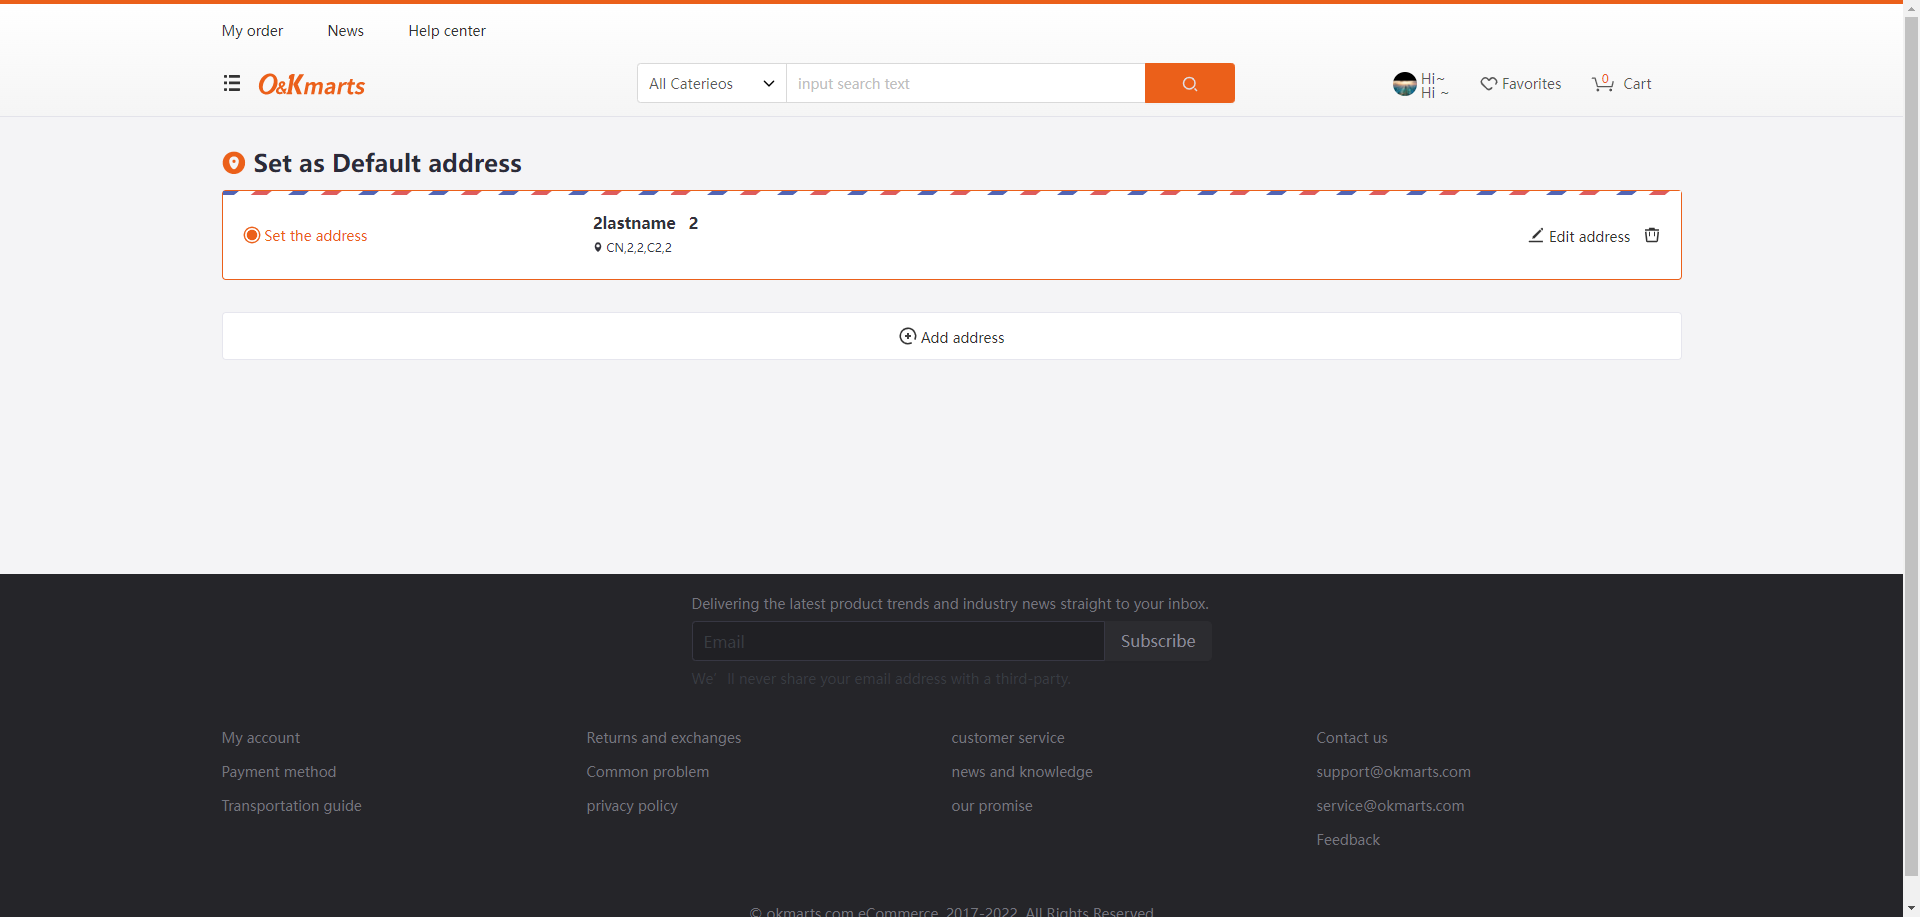 My order News Help center
O&Kmarts
All Caterieos
input search text
Hi~
Hi ~
Favorites
0
Cart
Set as Default address
Set the address
2lastname 2
CN,2,2,C2,2
Edit address
Add address
Delivering the latest product trends and industry news straight to your inbox.
Email
Subscribe
We’ ll never share your email address with a third-party.
My account
Payment method
Transportation guide
Returns and exchanges
Common problem
privacy policy
customer service
news and knowledge
our promise
Contact us
support@okmarts.com
service@okmarts.com
Feedback
© okmarts.com eCommerce. 2017-2022. All Rights Reserved